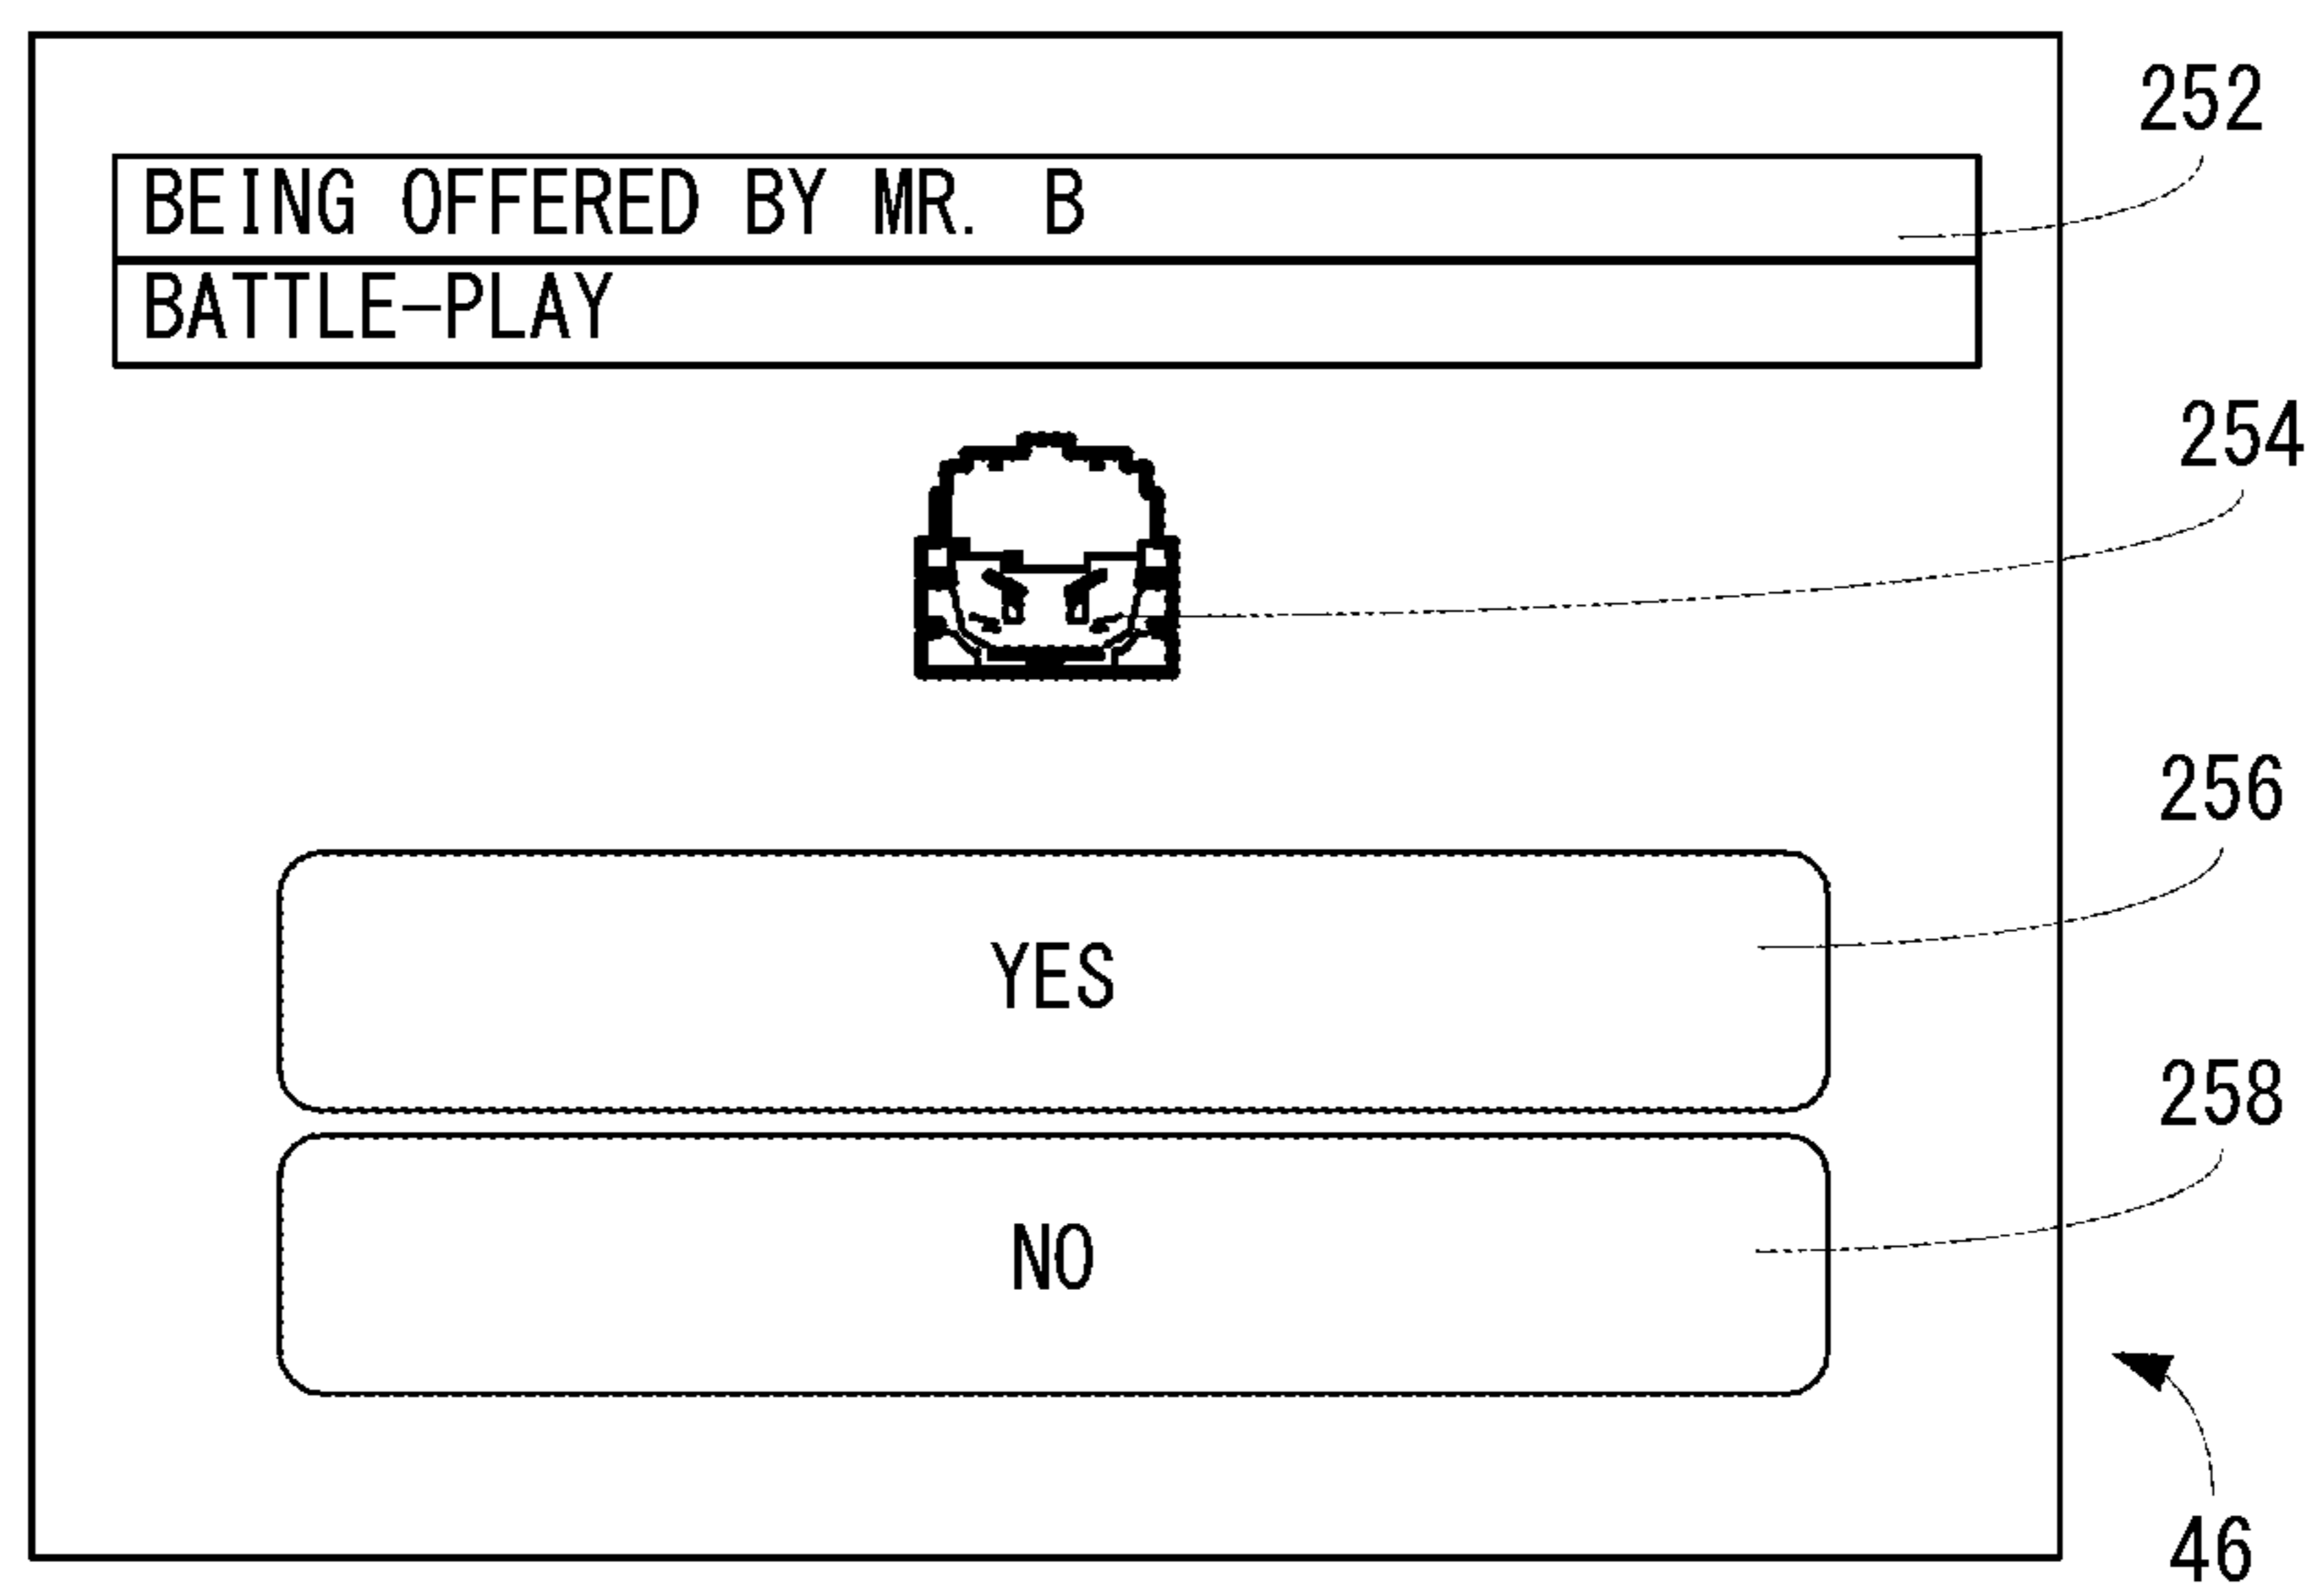 252
BEING OFFERED BY MR. B
BATTLE-PLAY
254
256
YES
258
NO
46